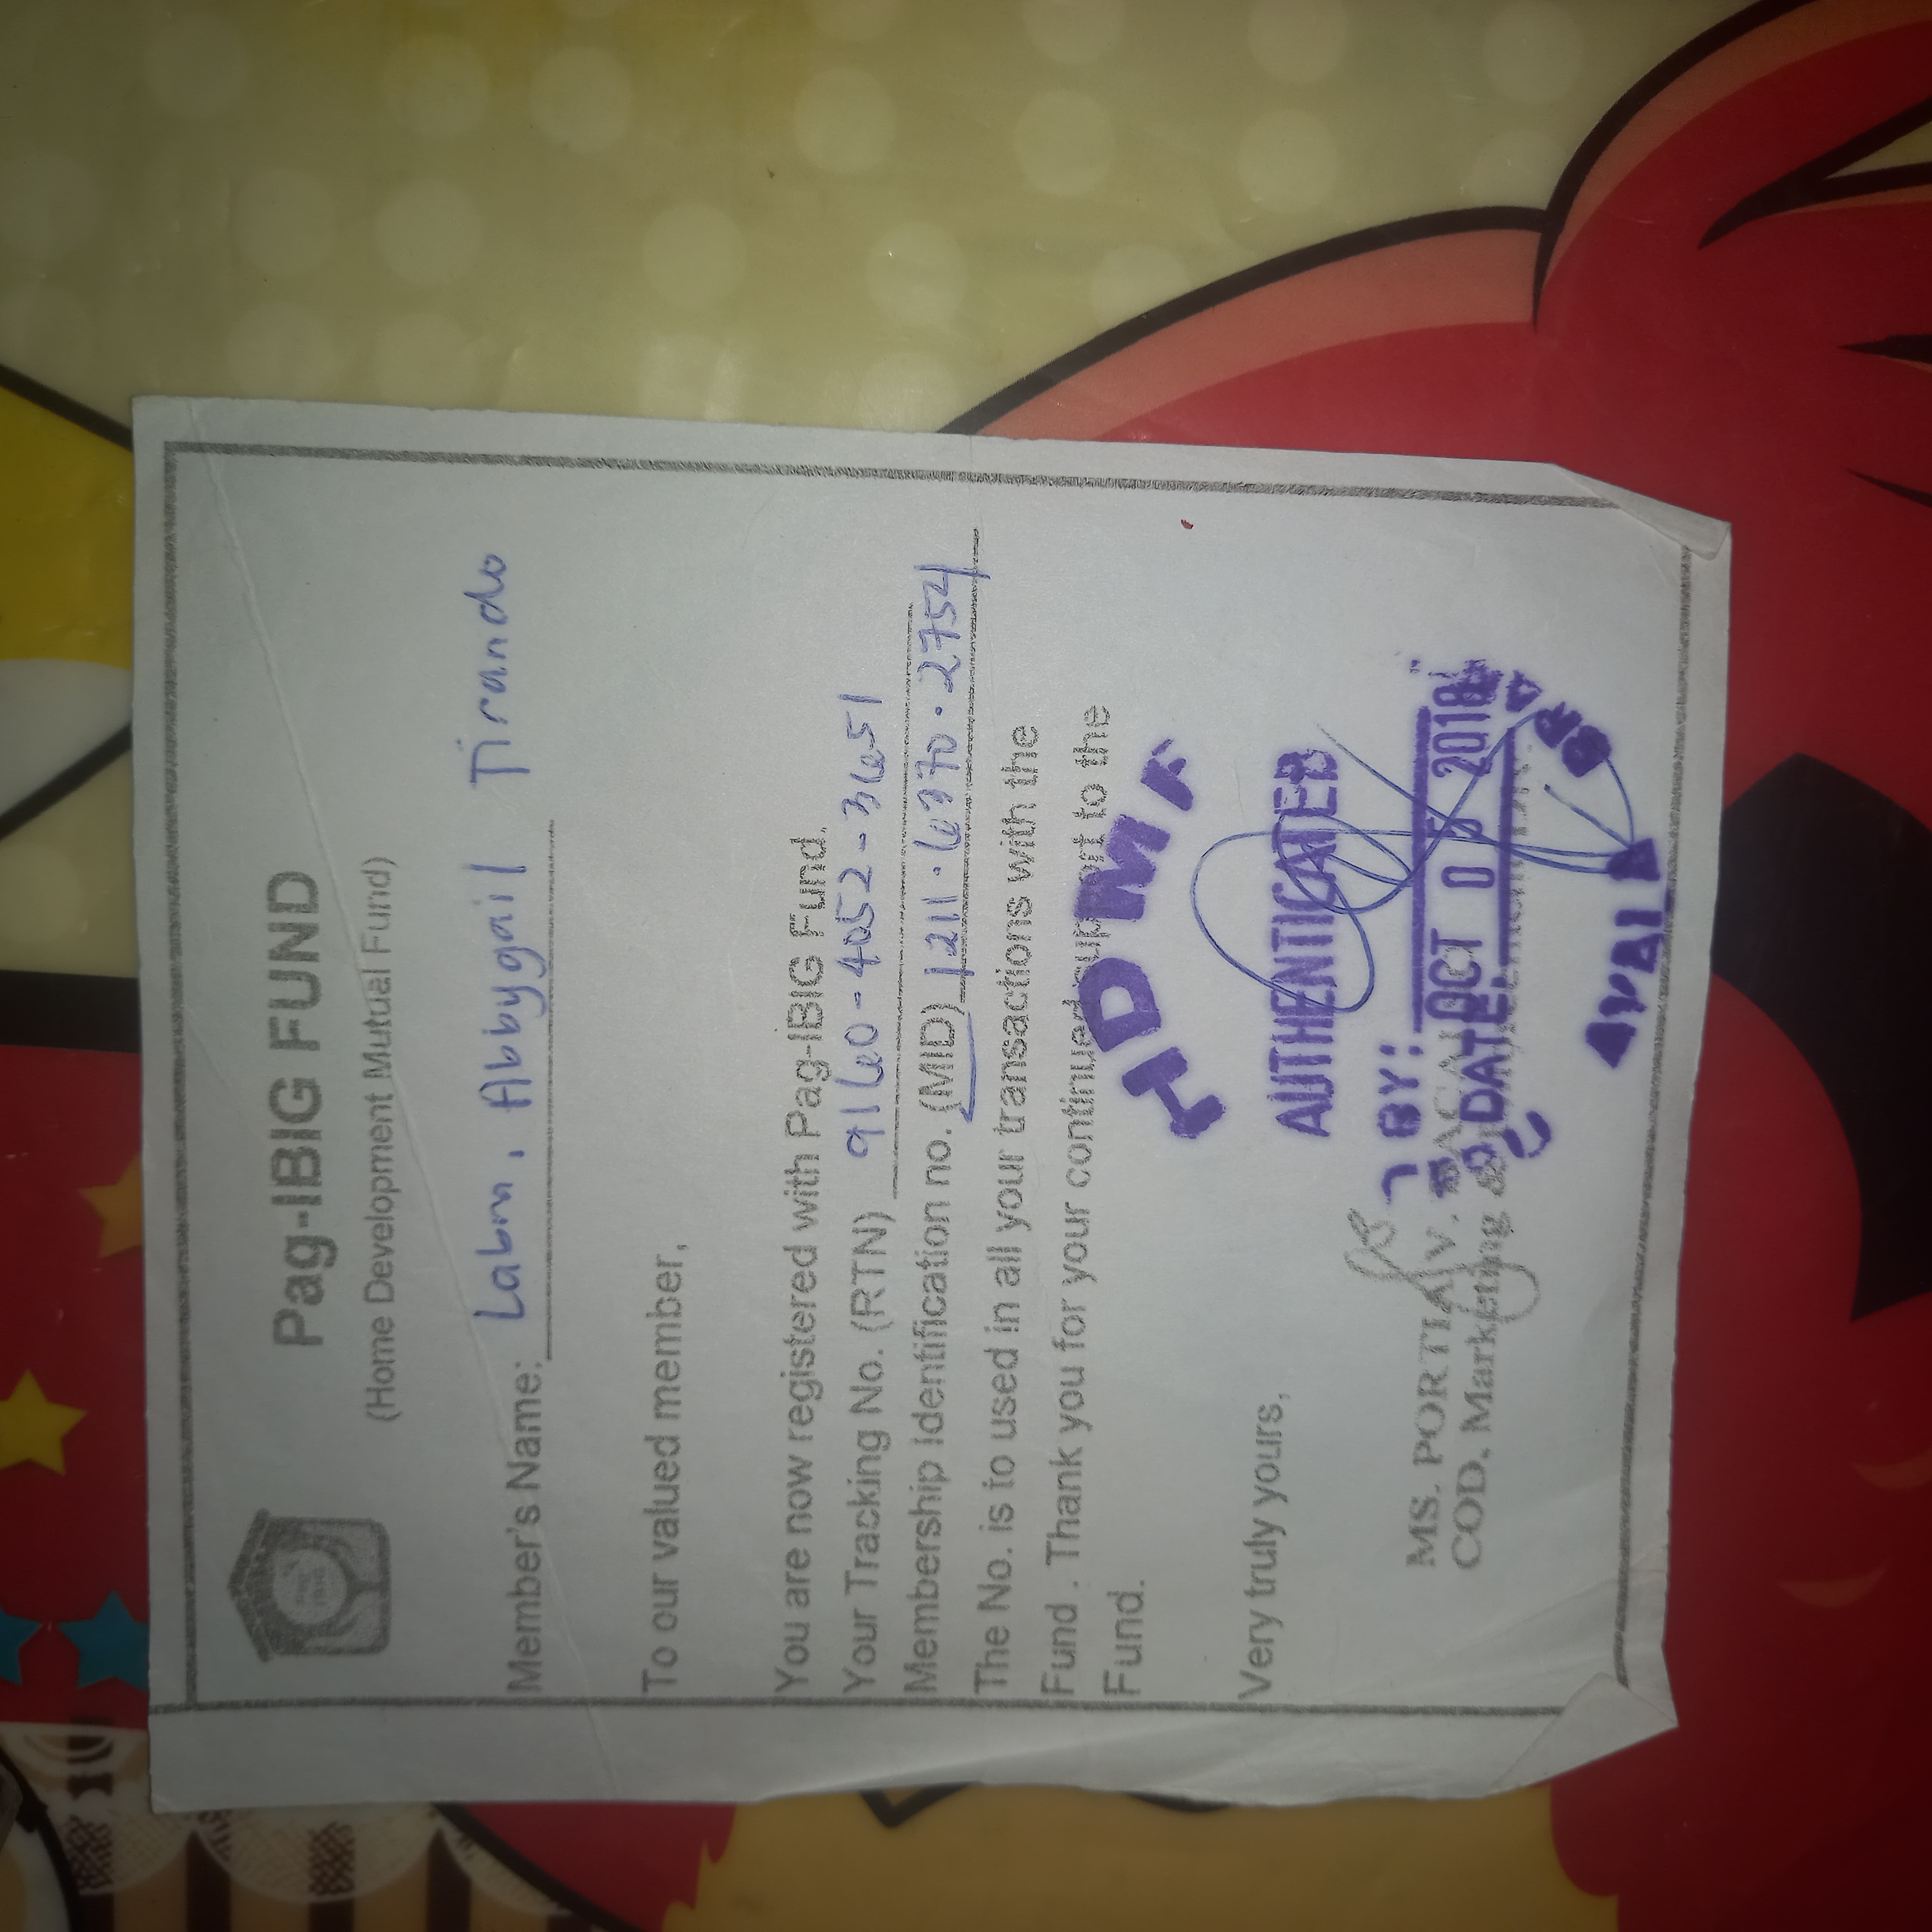 Pag-IBIG FUND
(Home Development Mutual Fund)
Member's Name: Labm, Abbygail Tirando
To our valued member,
You are now registered with Pag-IBIG Fund.
Your Tracking No. (RTN) 9160-4052-3651
Membership Identification no. (MID) 1211.6370.2754
The No. is to used in all your transactions with the
Fund . Thank you for your continued support to the
Fund.
Very truly yours,
HDMF
AUTHENTICATED
BY:
DATE: OCT 0 5 2018
MS. PORTIA V.
COD, Marketing &